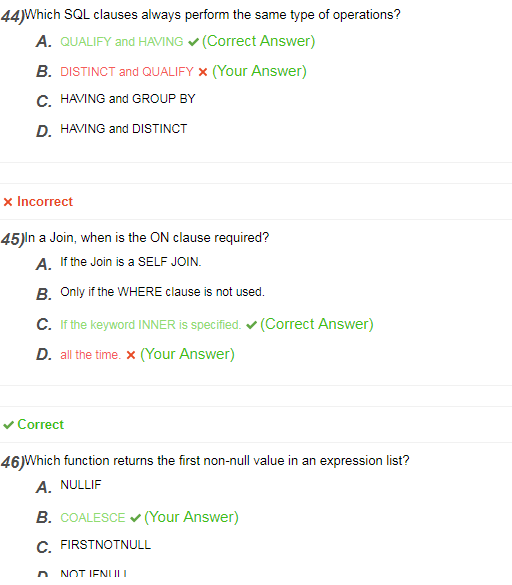 44)Which SQL clauses always perform the same type of operations?
A. QUALIFY and HAVING ✔ (Correct Answer)
B. DISTINCT and QUALIFY ✖ (Your Answer)
C. HAVING and GROUP BY
D. HAVING and DISTINCT
✖ Incorrect
45)In a Join, when is the ON clause required?
A. If the Join is a SELF JOIN.
B. Only if the WHERE clause is not used.
C. If the keyword INNER is specified. ✔ (Correct Answer)
D. all the time. ✖ (Your Answer)
✔ Correct
46)Which function returns the first non-null value in an expression list?
A. NULLIF
B. COALESCE ✔ (Your Answer)
C. FIRSTNOTNULL
D. NOTIFNULL